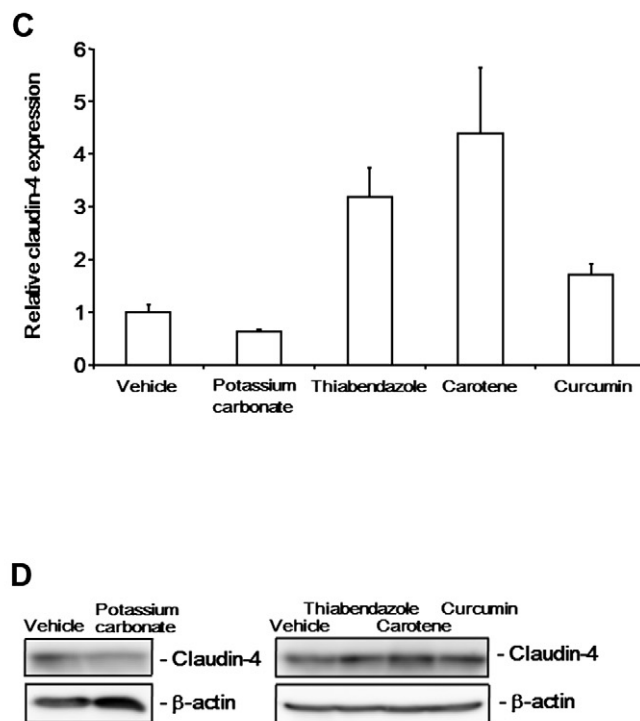 C
Relative claudin-4 expression
6
5
4
3
2
1
0
Vehicle
Potassium
carbonate
Thiabendazole
Carotene
Curcumin
D
Vehicle
Potassium
carbonate
- Claudin-4
- β-actin
Thiabendazole
Curcumin
Vehicle
Carotene
- Claudin-4
- β-actin